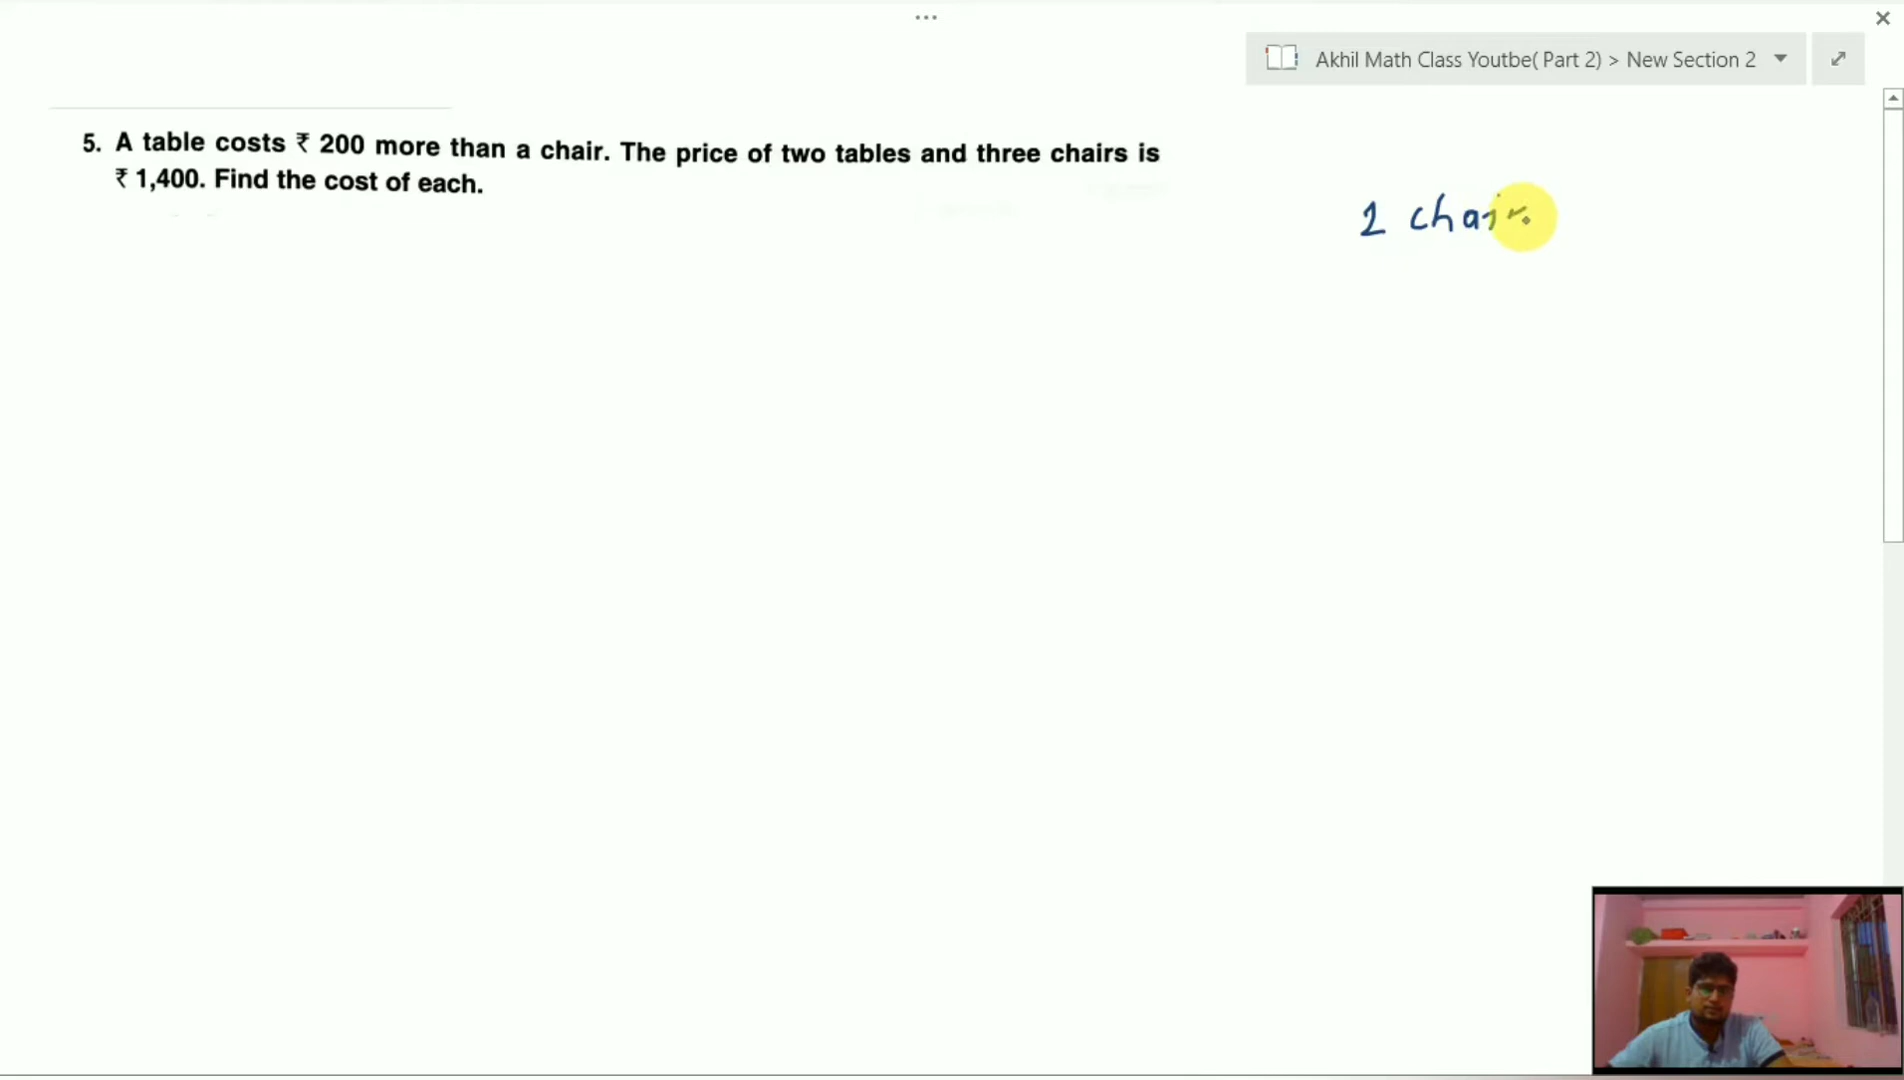 Akhil Math Class Youtbe( Part 2) > New Section 2
5. A table costs ₹ 200 more than a chair. The price of two tables and three chairs is
₹ 1,400. Find the cost of each.
1 chair